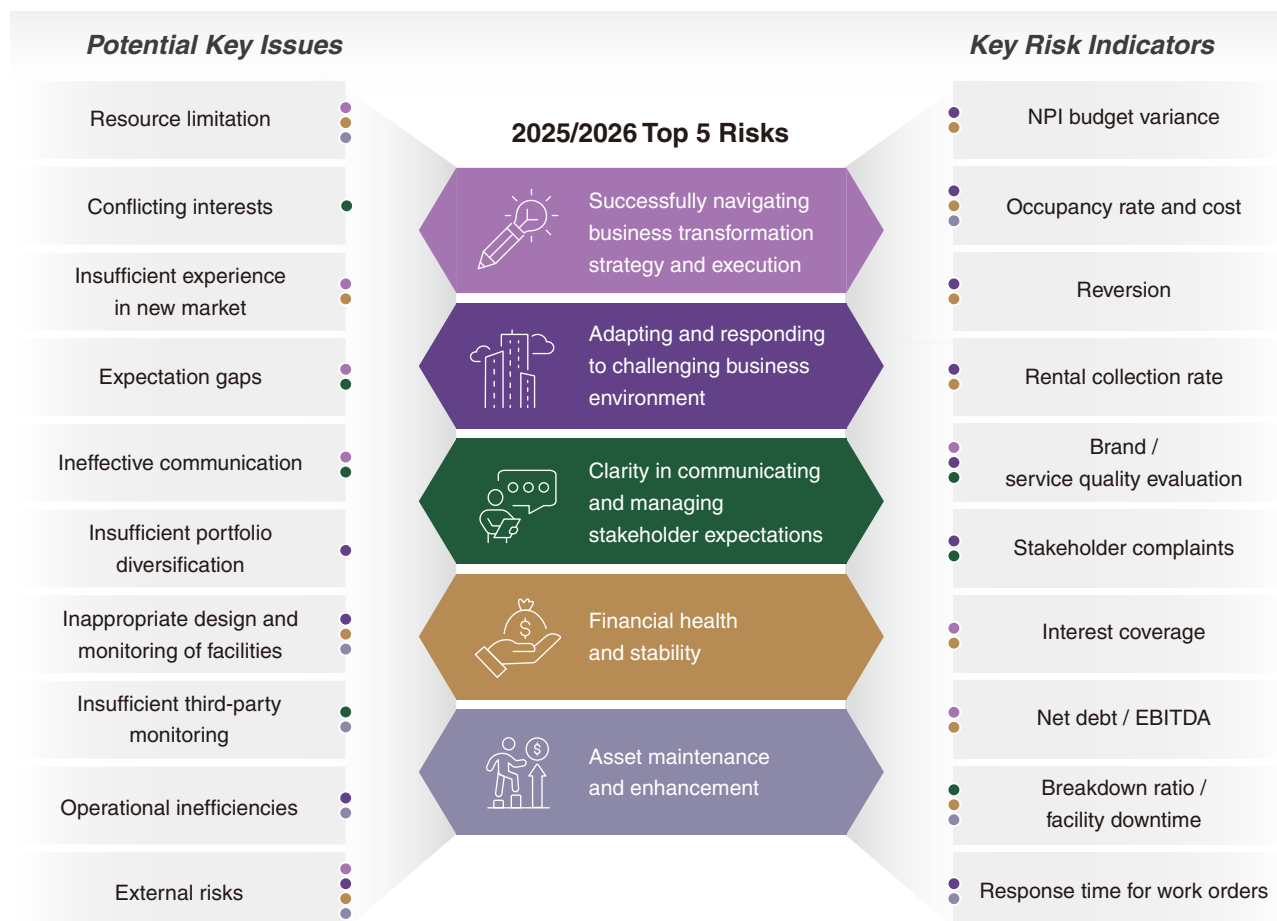 Potential Key Issues
Key Risk Indicators
2025/2026 Top 5 Risks
Resource limitation
Conflicting interests
Insufficient experience
in new market
Expectation gaps
Ineffective communication
Insufficient portfolio
diversification
Inappropriate design and
monitoring of facilities
Insufficient third-party
monitoring
Operational inefficiencies
External risks
Successfully navigating
business transformation
strategy and execution
Adapting and responding
to challenging business
environment
Clarity in communicating
and managing
stakeholder expectations
$
Financial health
and stability
$
Asset maintenance
and enhancement
NPI budget variance
Occupancy rate and cost
Reversion
Rental collection rate
Brand /
service quality evaluation
Stakeholder complaints
Interest coverage
Net debt / EBITDA
Breakdown ratio /
facility downtime
Response time for work orders